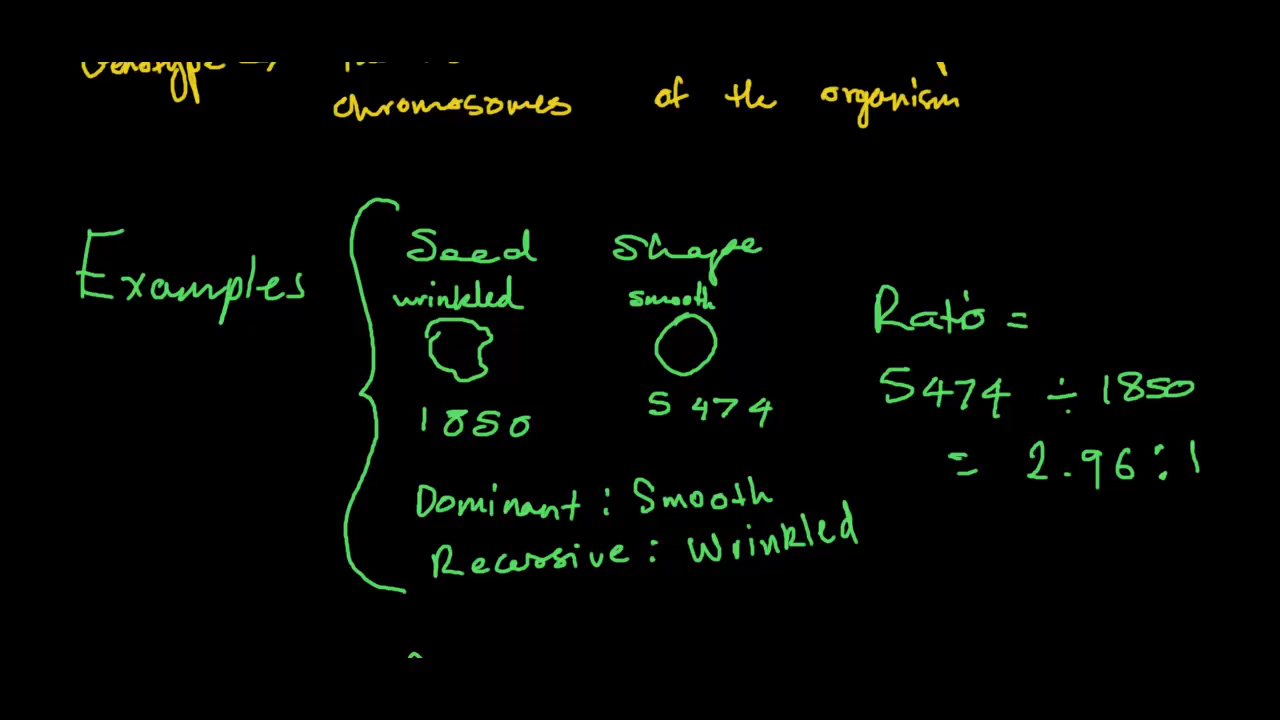 Genotype
chromosomes of the organism
Examples
Seed Shape
wrinkled smooth
1850 5474
Dominant : Smooth
Recessive : Wrinkled
Ratio =
5474 ÷ 1850
= 2.96 : 1